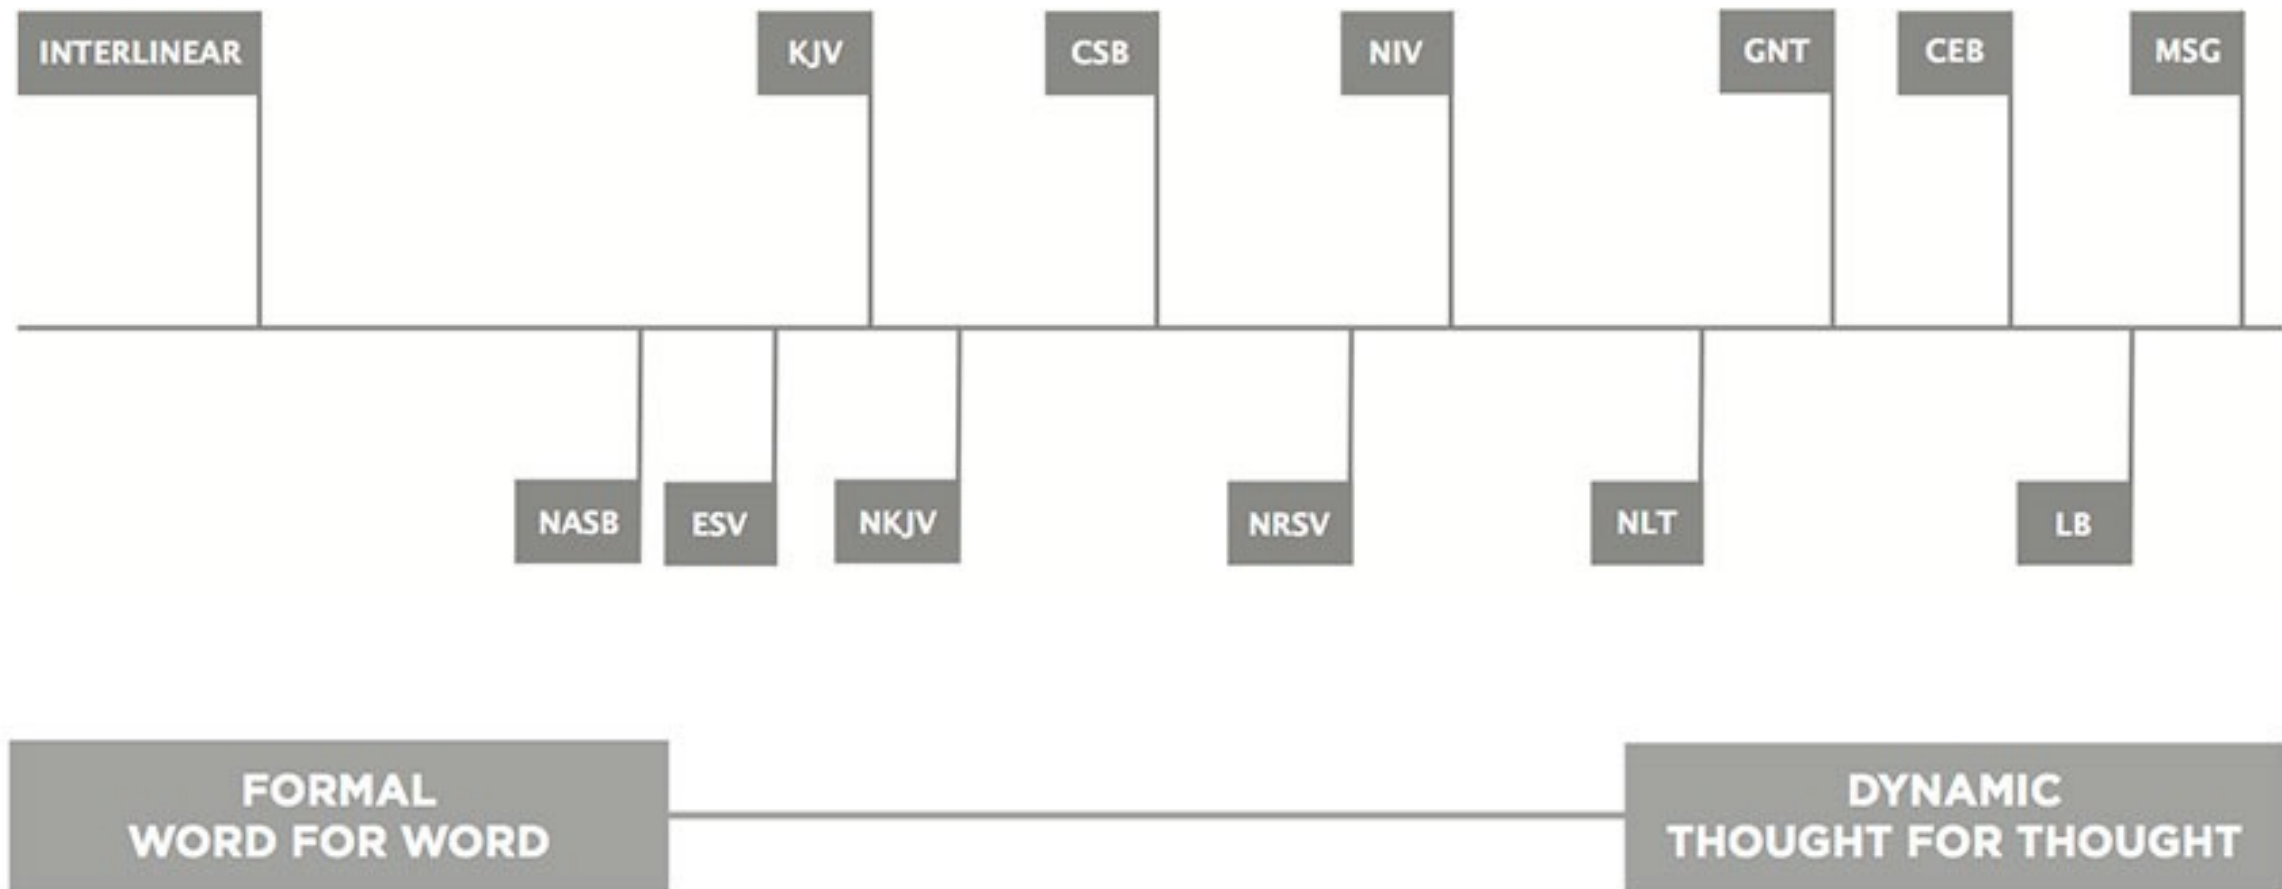 INTERLINEAR
KJV
CSB
NIV
GNT
CEB
MSG
NASB
ESV
NKJV
NRSV
NLT
LB
FORMAL
WORD FOR WORD
DYNAMIC
THOUGHT FOR THOUGHT